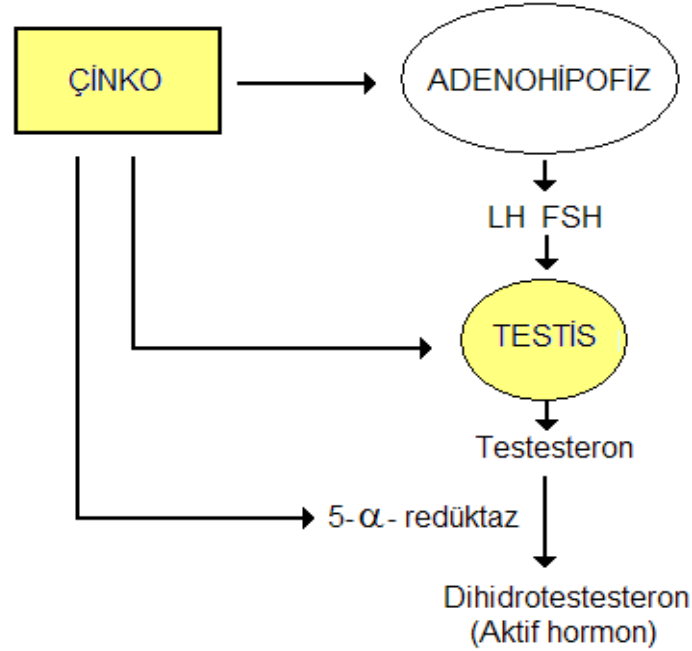 ÇİNKO
ADENOHİPOFİZ
LH FSH
TESTİS
Testesteron
5-α- redüktaz
Dihidrotestesteron
(Aktif hormon)